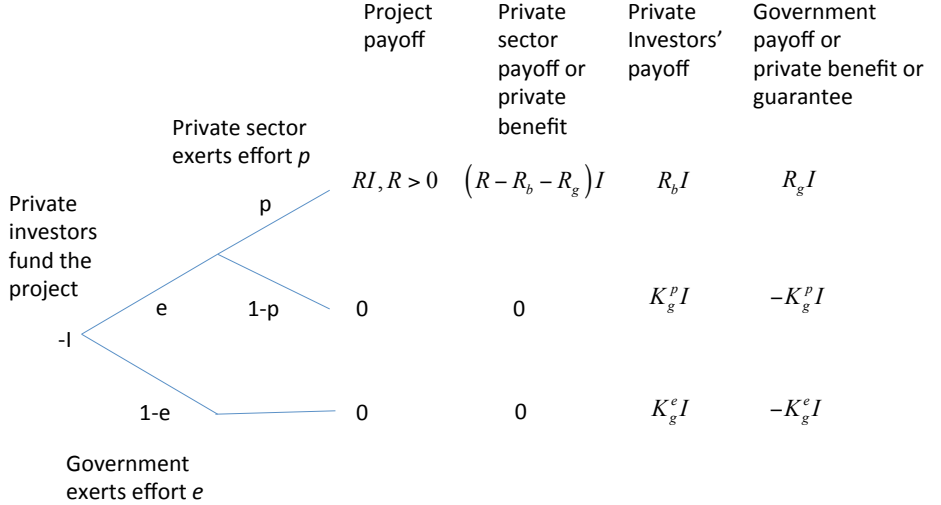 Project
payoff
Private
sector
payoff or
private
benefit
Private
Investors'
payoff
Government
payoff or
private benefit or
guarantee
Private sector
exerts effort p
RI, R > 0
(R − R_b − R_g)I
R_b I
R_g I
Private
investors
fund the
project
p
e
1-p
0
0
K_g^p I
−K_g^p I
-I
1-e
0
0
K_g^e I
−K_g^e I
Government
exerts effort e